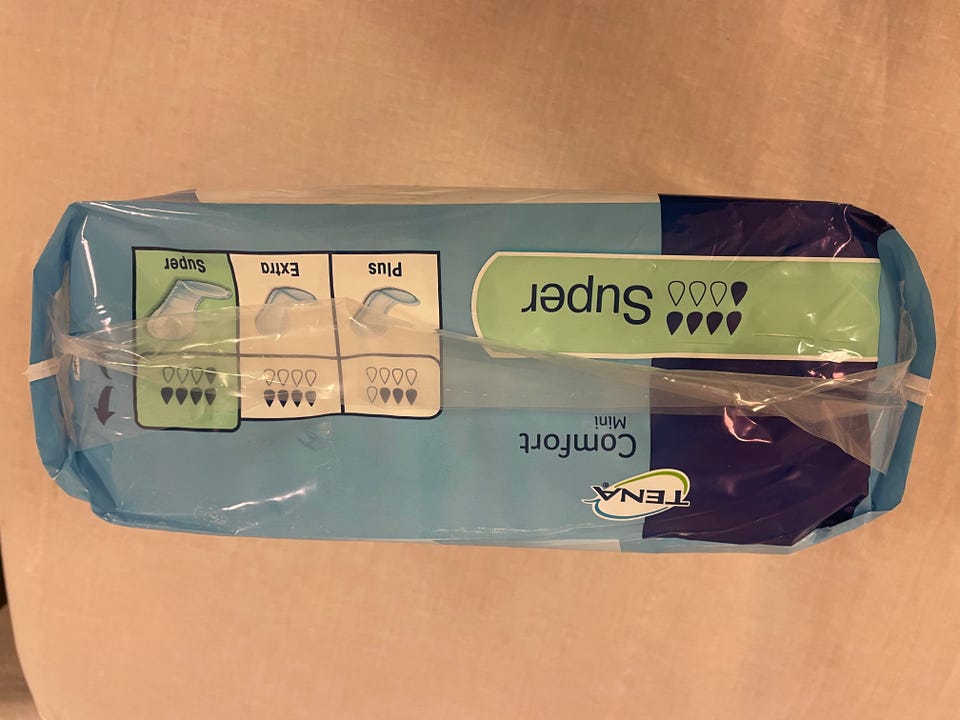 TENA®
Comfort
Mini
Super
Plus
Extra
Super